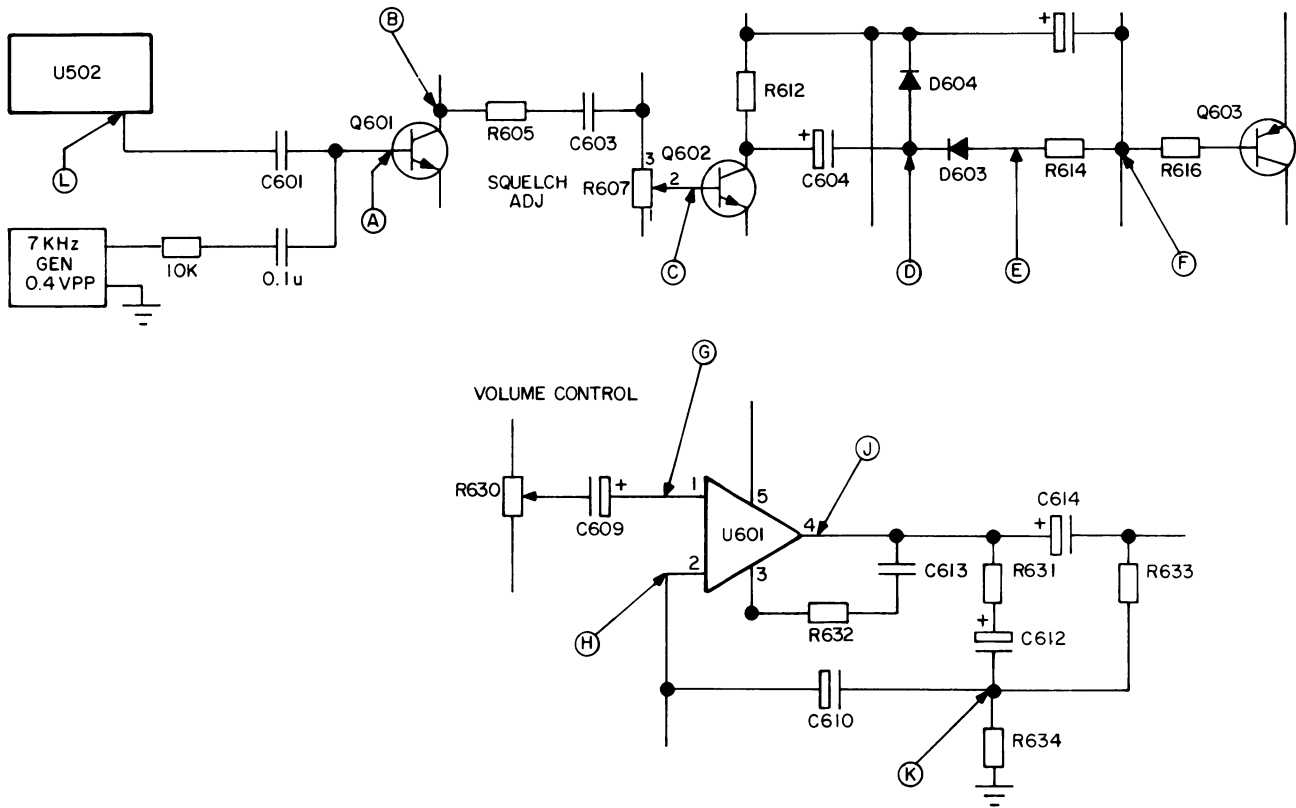 B
U502
Q601
L
C601
A
R605
C603
SQUELCH
ADJ
R607
3
2
1
Q602
C
R612
+
C604
D604
D
D603
E
+
R614
F
R616
Q603
7 KHz
GEN
0.4 VPP
10K
0.1u
VOLUME CONTROL
G
R630
C609
+
1
2
5
U601
4
3
J
H
R632
C613
R631
+
C612
+
C614
R633
C610
K
R634